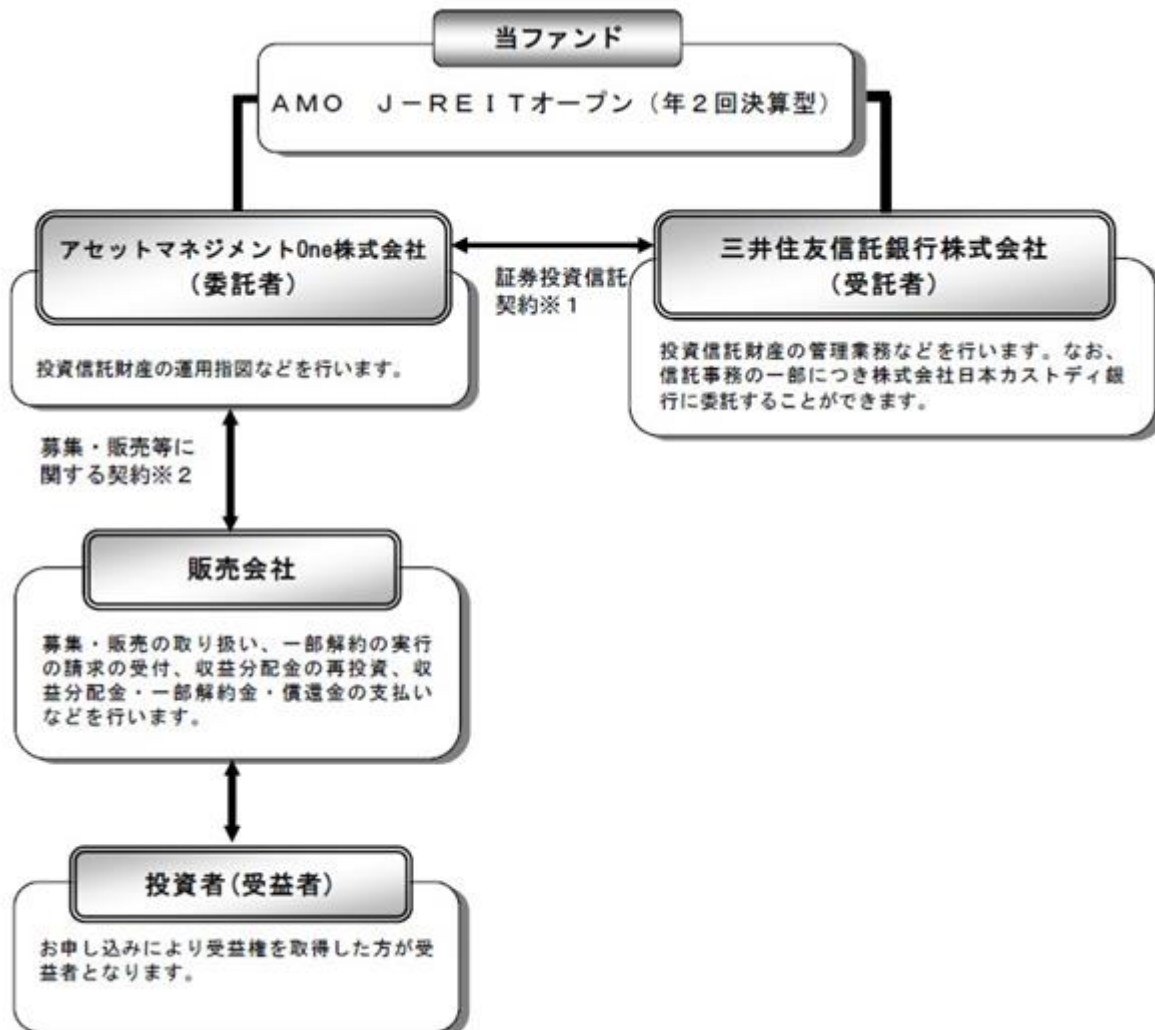 当ファンド
AMO J-REITオープン(年2回決算型)
アセットマネジメントOne株式会社
(委託者)
投資信託財産の運用指図などを行います。
証券投資信託
契約※1
三井住友信託銀行株式会社
(受託者)
投資信託財産の管理業務などを行います。なお、
信託事務の一部につき株式会社日本カストディ銀
行に委託することができます。
募集・販売等に
関する契約※2
販売会社
募集・販売の取り扱い、一部解約の実行
の請求の受付、収益分配金の再投資、収
益分配金・一部解約金・償還金の支払い
などを行います。
投資者(受益者)
お申し込みにより受益権を取得した方が受
益者となります。